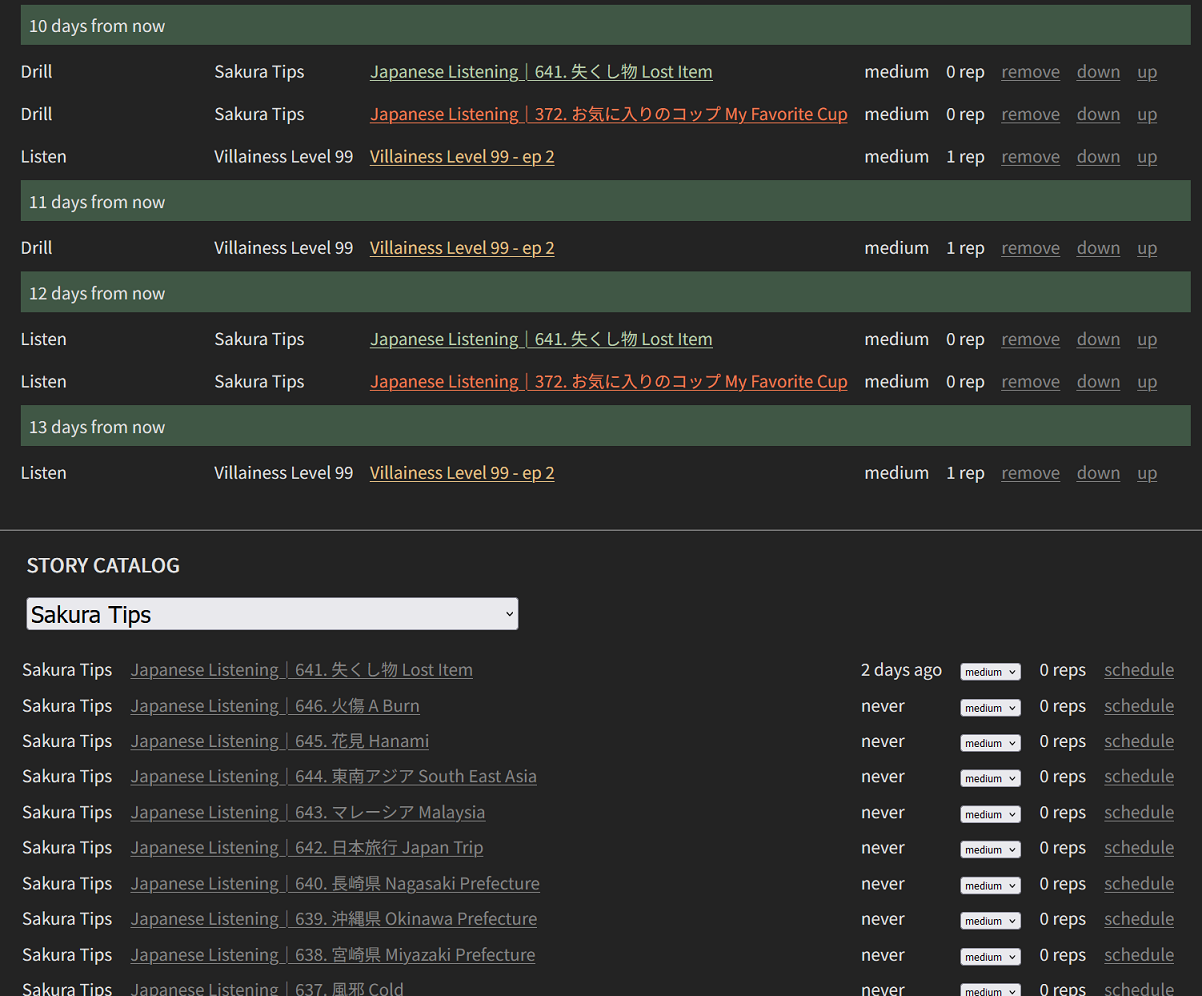 10 days from now
Drill Sakura Tips Japanese Listening｜641. 失くし物 Lost Item medium 0 rep remove down up
Drill Sakura Tips Japanese Listening｜372. お気に入りのコップ My Favorite Cup medium 0 rep remove down up
Listen Villainess Level 99 Villainess Level 99 - ep 2 medium 1 rep remove down up
11 days from now
Drill Villainess Level 99 Villainess Level 99 - ep 2 medium 1 rep remove down up
12 days from now
Listen Sakura Tips Japanese Listening｜641. 失くし物 Lost Item medium 0 rep remove down up
Listen Sakura Tips Japanese Listening｜372. お気に入りのコップ My Favorite Cup medium 0 rep remove down up
13 days from now
Listen Villainess Level 99 Villainess Level 99 - ep 2 medium 1 rep remove down up
STORY CATALOG
Sakura Tips
Sakura Tips Japanese Listening｜641. 失くし物 Lost Item 2 days ago medium 0 reps schedule
Sakura Tips Japanese Listening｜646. 火傷 A Burn never medium 0 reps schedule
Sakura Tips Japanese Listening｜645. 花見 Hanami never medium 0 reps schedule
Sakura Tips Japanese Listening｜644. 東南アジア South East Asia never medium 0 reps schedule
Sakura Tips Japanese Listening｜643. マレーシア Malaysia never medium 0 reps schedule
Sakura Tips Japanese Listening｜642. 日本旅行 Japan Trip never medium 0 reps schedule
Sakura Tips Japanese Listening｜640. 長崎県 Nagasaki Prefecture never medium 0 reps schedule
Sakura Tips Japanese Listening｜639. 沖縄県 Okinawa Prefecture never medium 0 reps schedule
Sakura Tips Japanese Listening｜638. 宮崎県 Miyazaki Prefecture never medium 0 reps schedule
Sakura Tips Japanese Listening｜637. 風邪 Cold never medium 0 reps schedule